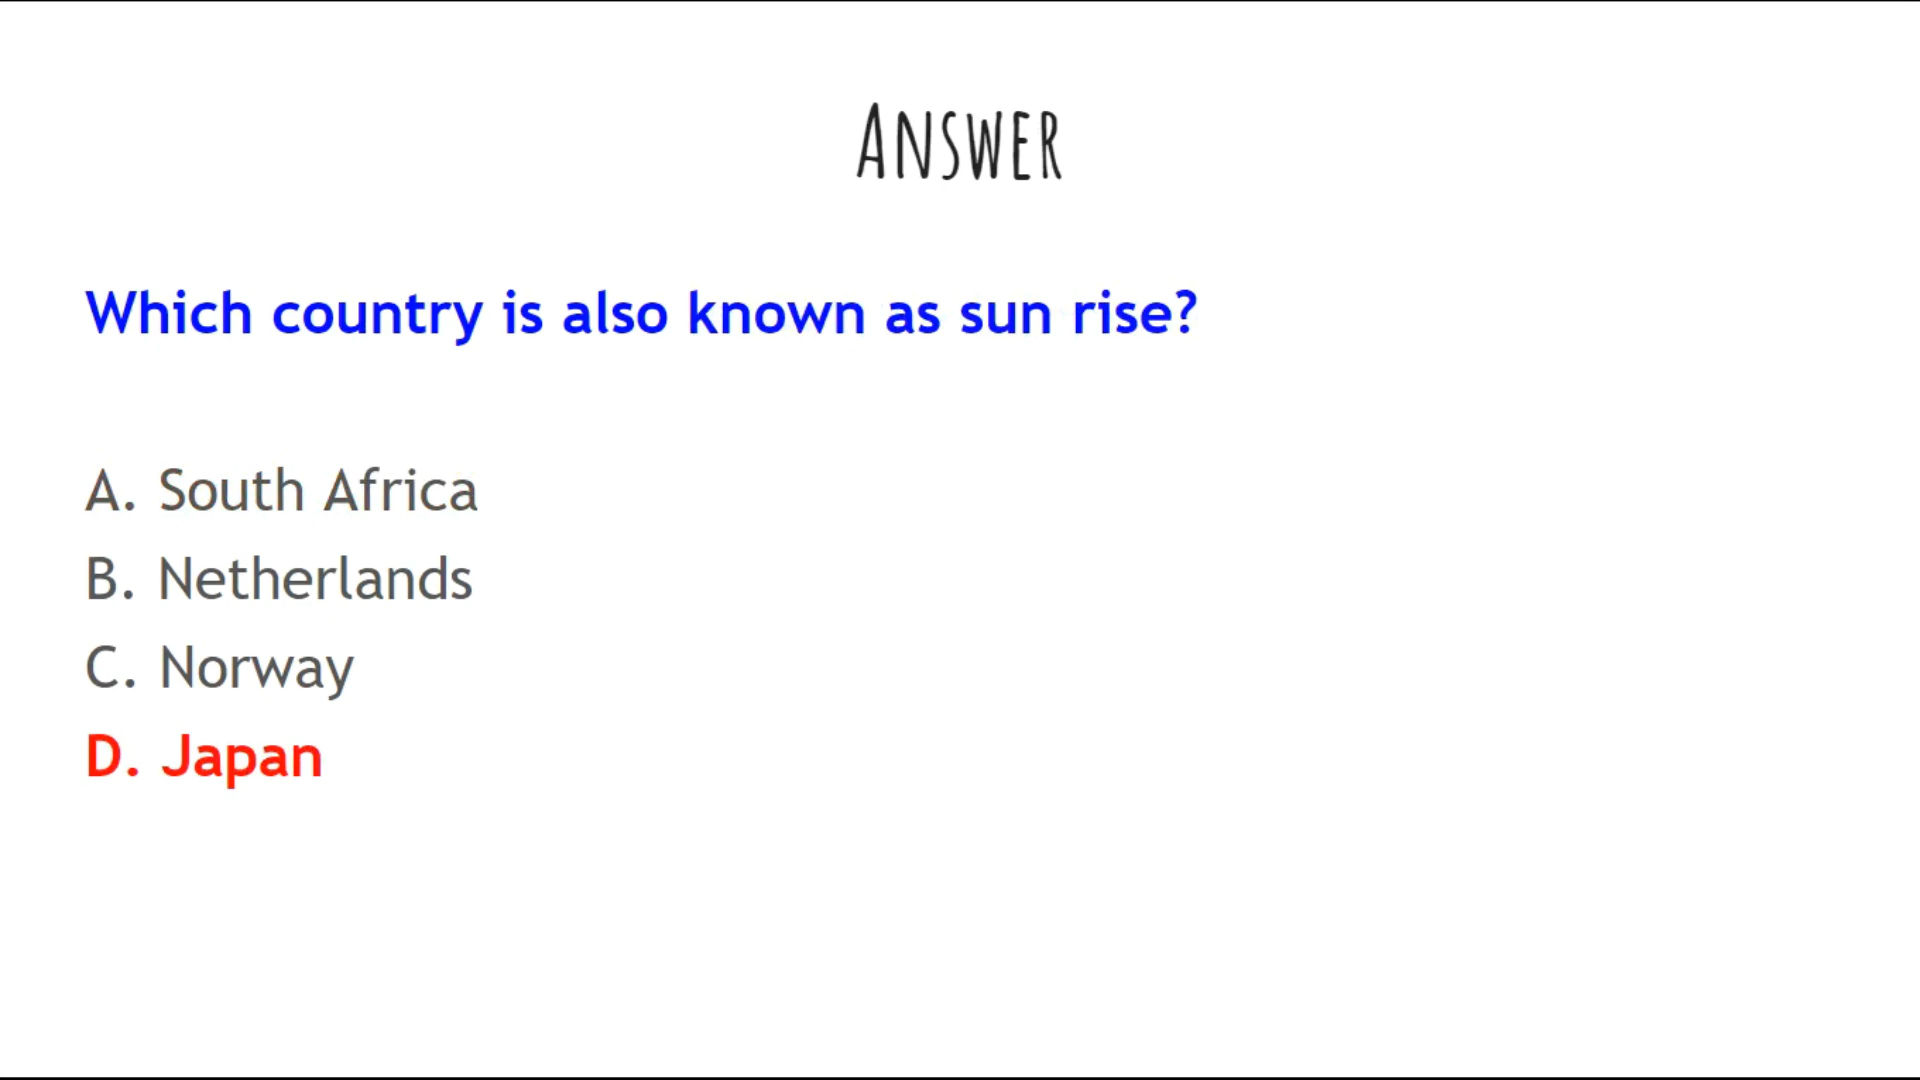 Answer
Which country is also known as sun rise?
A. South Africa
B. Netherlands
C. Norway
D. Japan